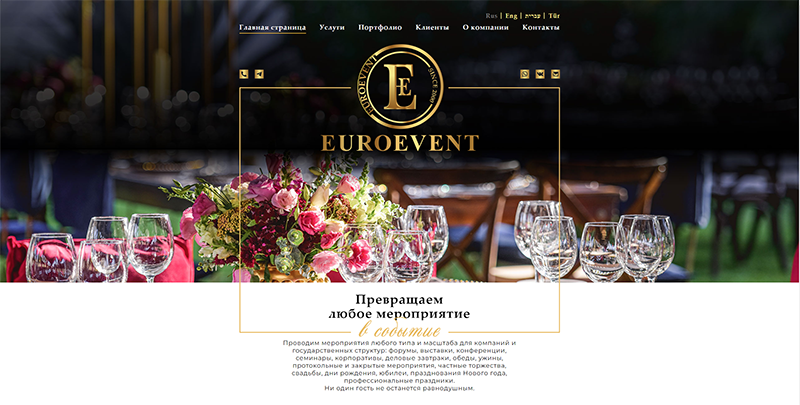 Rus | Eng | עברית | Tür
Главная страница Услуги Портфолио Клиенты О компании Контакты
EUROEVENT
E E
SINCE 2000
EUROEVENT
Превращаем
любое мероприятие
в событие
Проводим мероприятия любого типа и масштаба для компаний и
государственных структур: форумы, выставки, конференции,
семинары, корпоративы, деловые завтраки, обеды, ужины,
протокольные и закрытые мероприятия, частные торжества,
свадьбы, дни рождения, юбилеи, празднования Нового года,
профессиональные праздники.
Ни один гость не останется равнодушным.